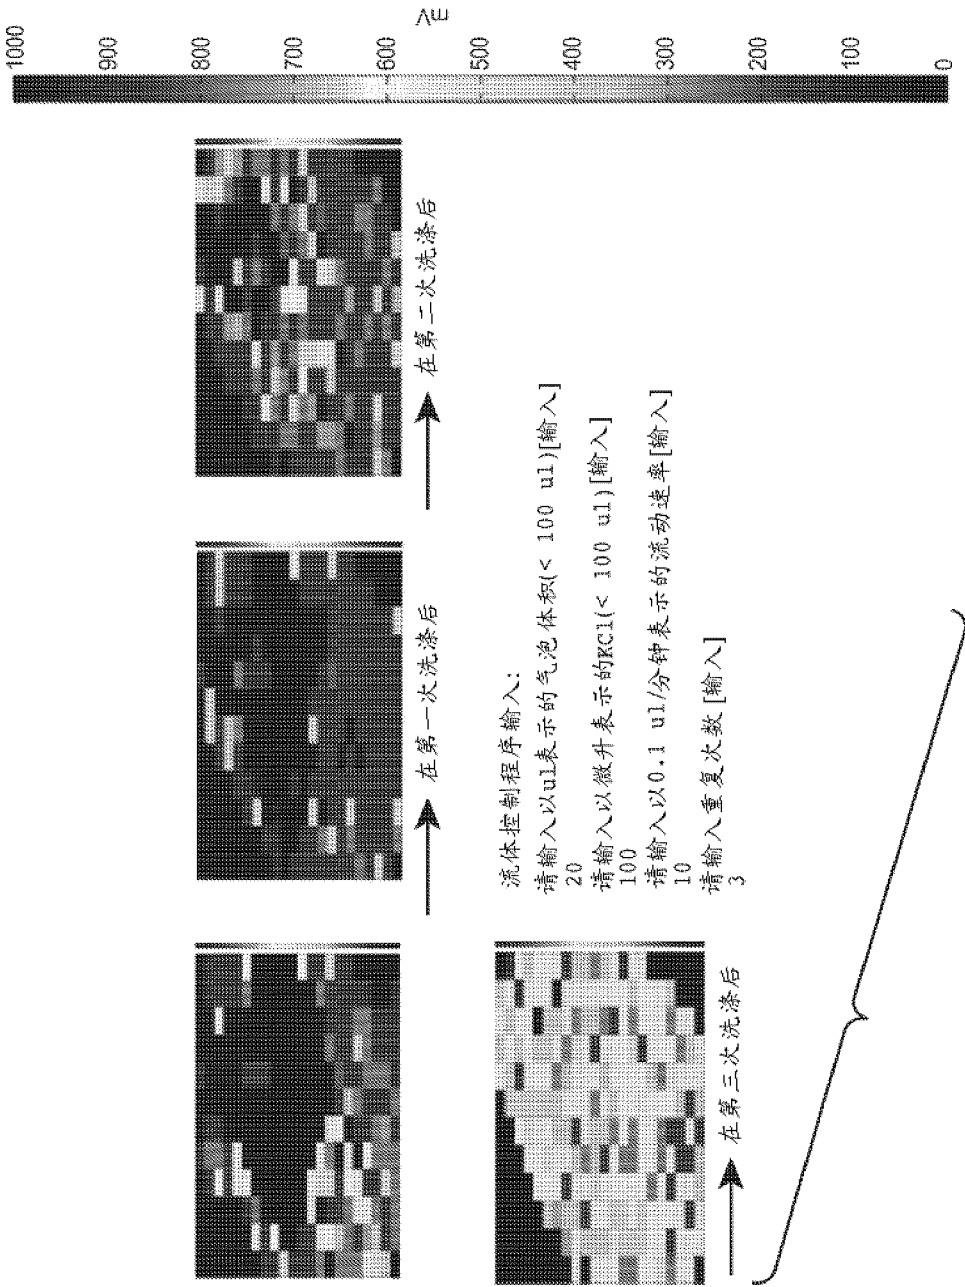 在第一次洗涤后
在第二次洗涤后
在第三次洗涤后
流体控制程序输入:
请输入以ul表示的气泡体积(< 100 ul)[输入]
20
请输入以微升表示的KCl(< 100 ul)[输入]
100
请输入以0.1 ul/分钟表示的流动速率[输入]
10
请输入重复次数[输入]
3
1000
900
800
700
600
500
400
300
200
100
0
mV